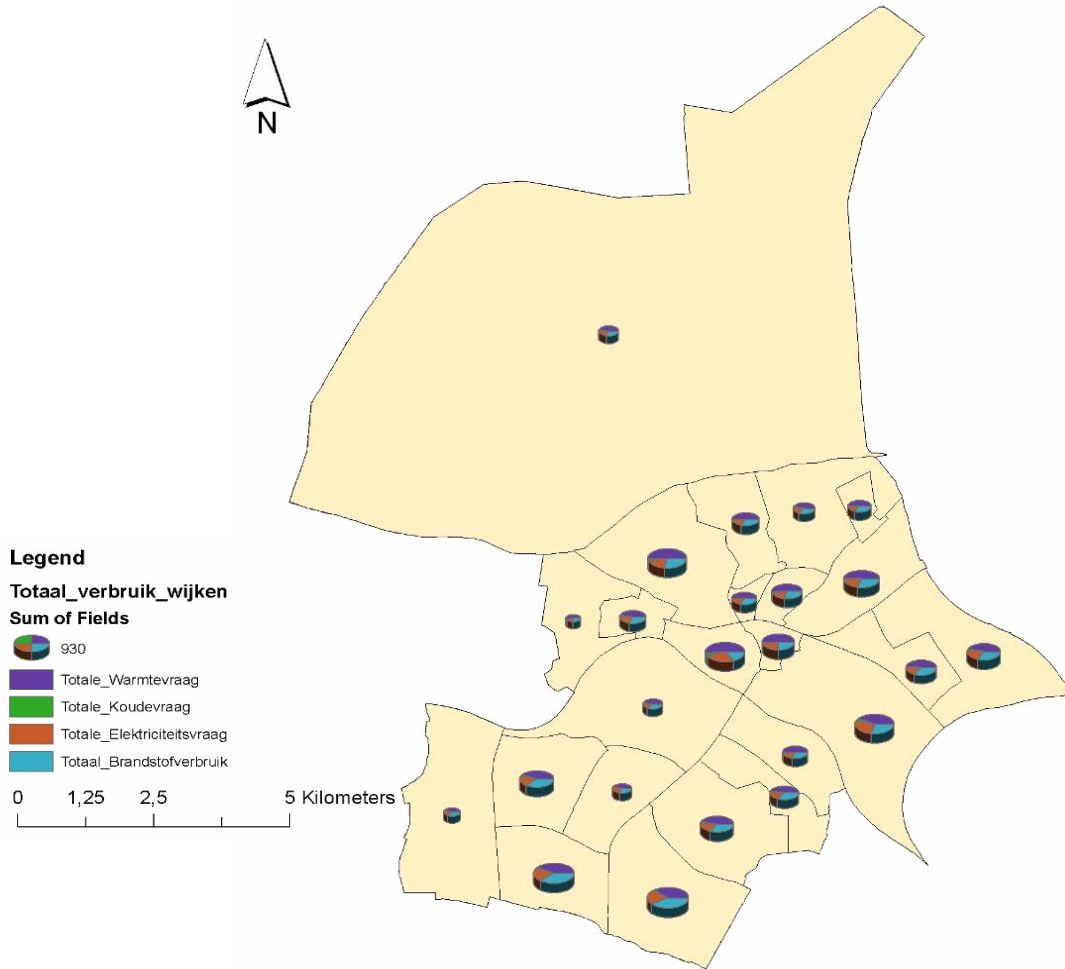 N
Legend
Totaal_verbruik_wijken
Sum of Fields
930
Totale_Warmtevraag
Totale_Koudevraag
Totale_Elektriciteitsvraag
Totaal_Brandstofverbruik
0 1,25 2,5 5 Kilometers